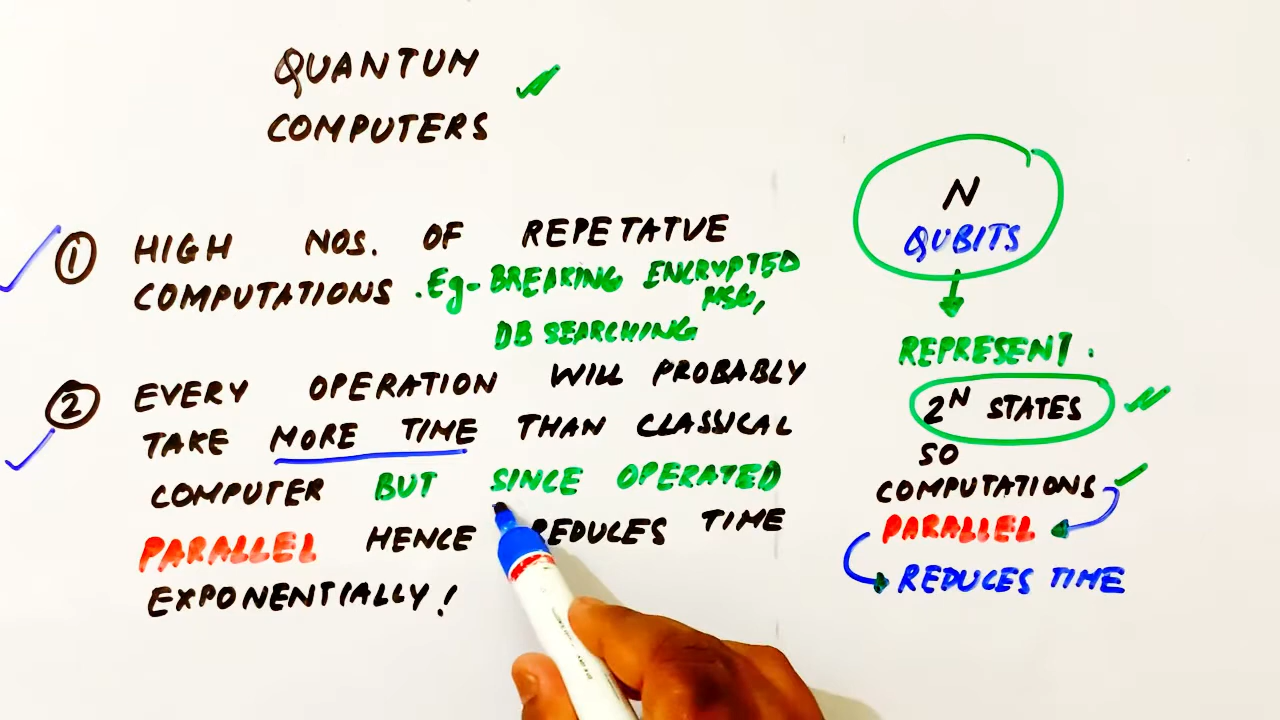 QUANTUM
COMPUTERS
① HIGH NOS. OF REPETATVE
COMPUTATIONS . Eg- BREAKING ENCRYPTED
MSG,
DB SEARCHING
② EVERY OPERATION WILL PROBABLY
TAKE MORE TIME THAN CLASSICAL
COMPUTER BUT SINCE OPERATED
PARALLEL HENCE REDUCES TIME
EXPONENTIALLY!
N
QUBITS
REPRESENT.
2^N STATES
SO
COMPUTATIONS
PARALLEL
REDUCES TIME